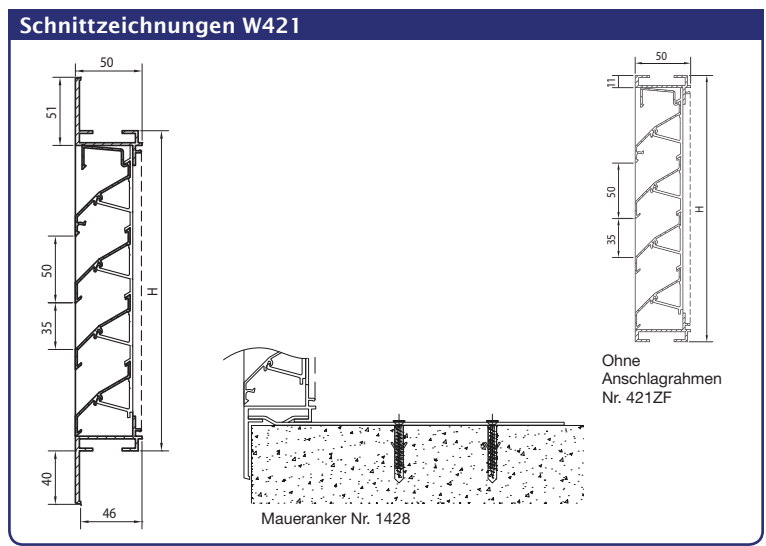 Schnittzeichnungen W421
50
51
50
35
H
40
46
Maueranker Nr. 1428
50
11
50
35
H
Ohne
Anschlagrahmen
Nr. 421ZF